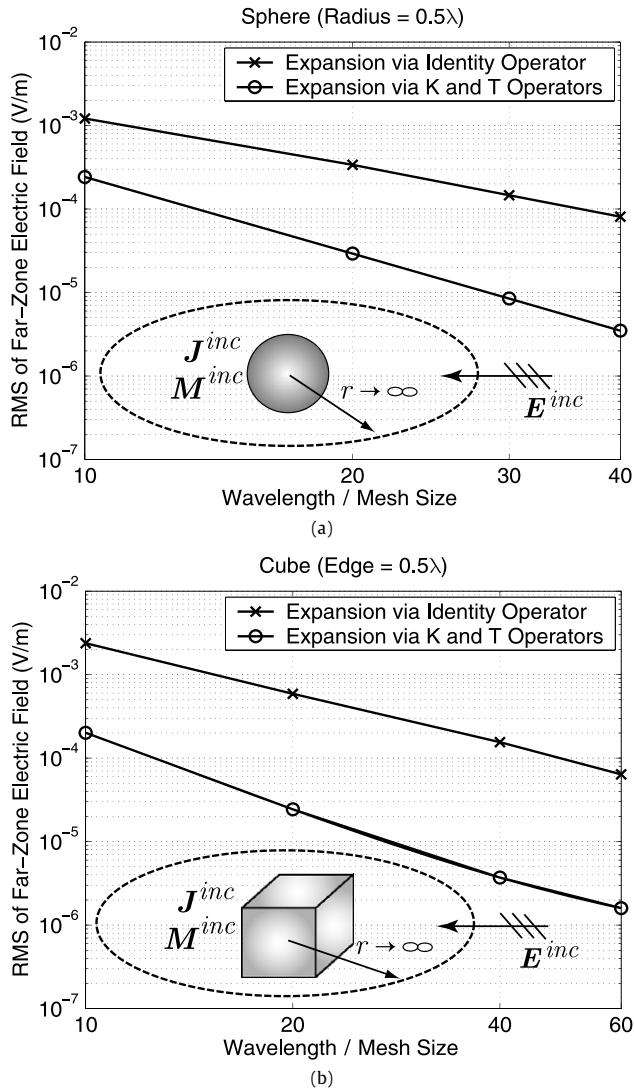 Sphere (Radius = 0.5λ)
RMS of Far−Zone Electric Field (V/m)
10⁻²
10⁻³
10⁻⁴
10⁻⁵
10⁻⁶
10⁻⁷
Expansion via Identity Operator
Expansion via K and T Operators
J^inc
M^inc
r → ∞
E^inc
10
20
30
40
Wavelength / Mesh Size
(a)
Cube (Edge = 0.5λ)
RMS of Far−Zone Electric Field (V/m)
10⁻²
10⁻³
10⁻⁴
10⁻⁵
10⁻⁶
10⁻⁷
Expansion via Identity Operator
Expansion via K and T Operators
J^inc
M^inc
r → ∞
E^inc
10
20
40
60
Wavelength / Mesh Size
(b)